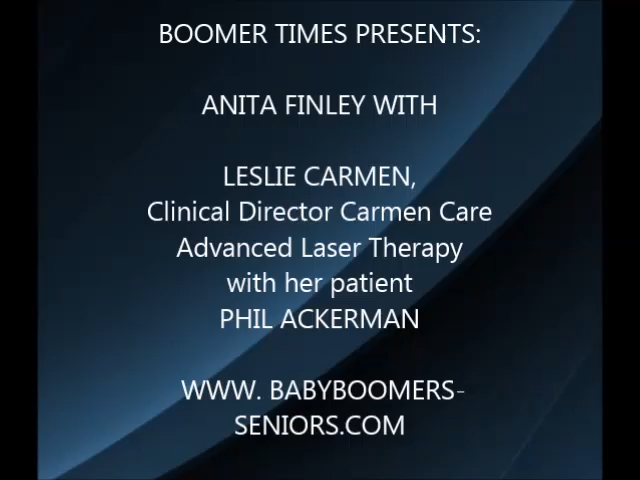 BOOMER TIMES PRESENTS:
ANITA FINLEY WITH
LESLIE CARMEN,
Clinical Director Carmen Care
Advanced Laser Therapy
with her patient
PHIL ACKERMAN
WWW. BABYBOOMERS-
SENIORS.COM